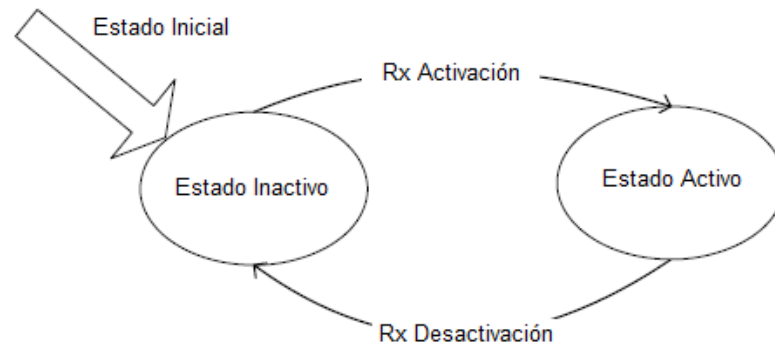 Estado Inicial
Rx Activación
Estado Inactivo
Estado Activo
Rx Desactivación